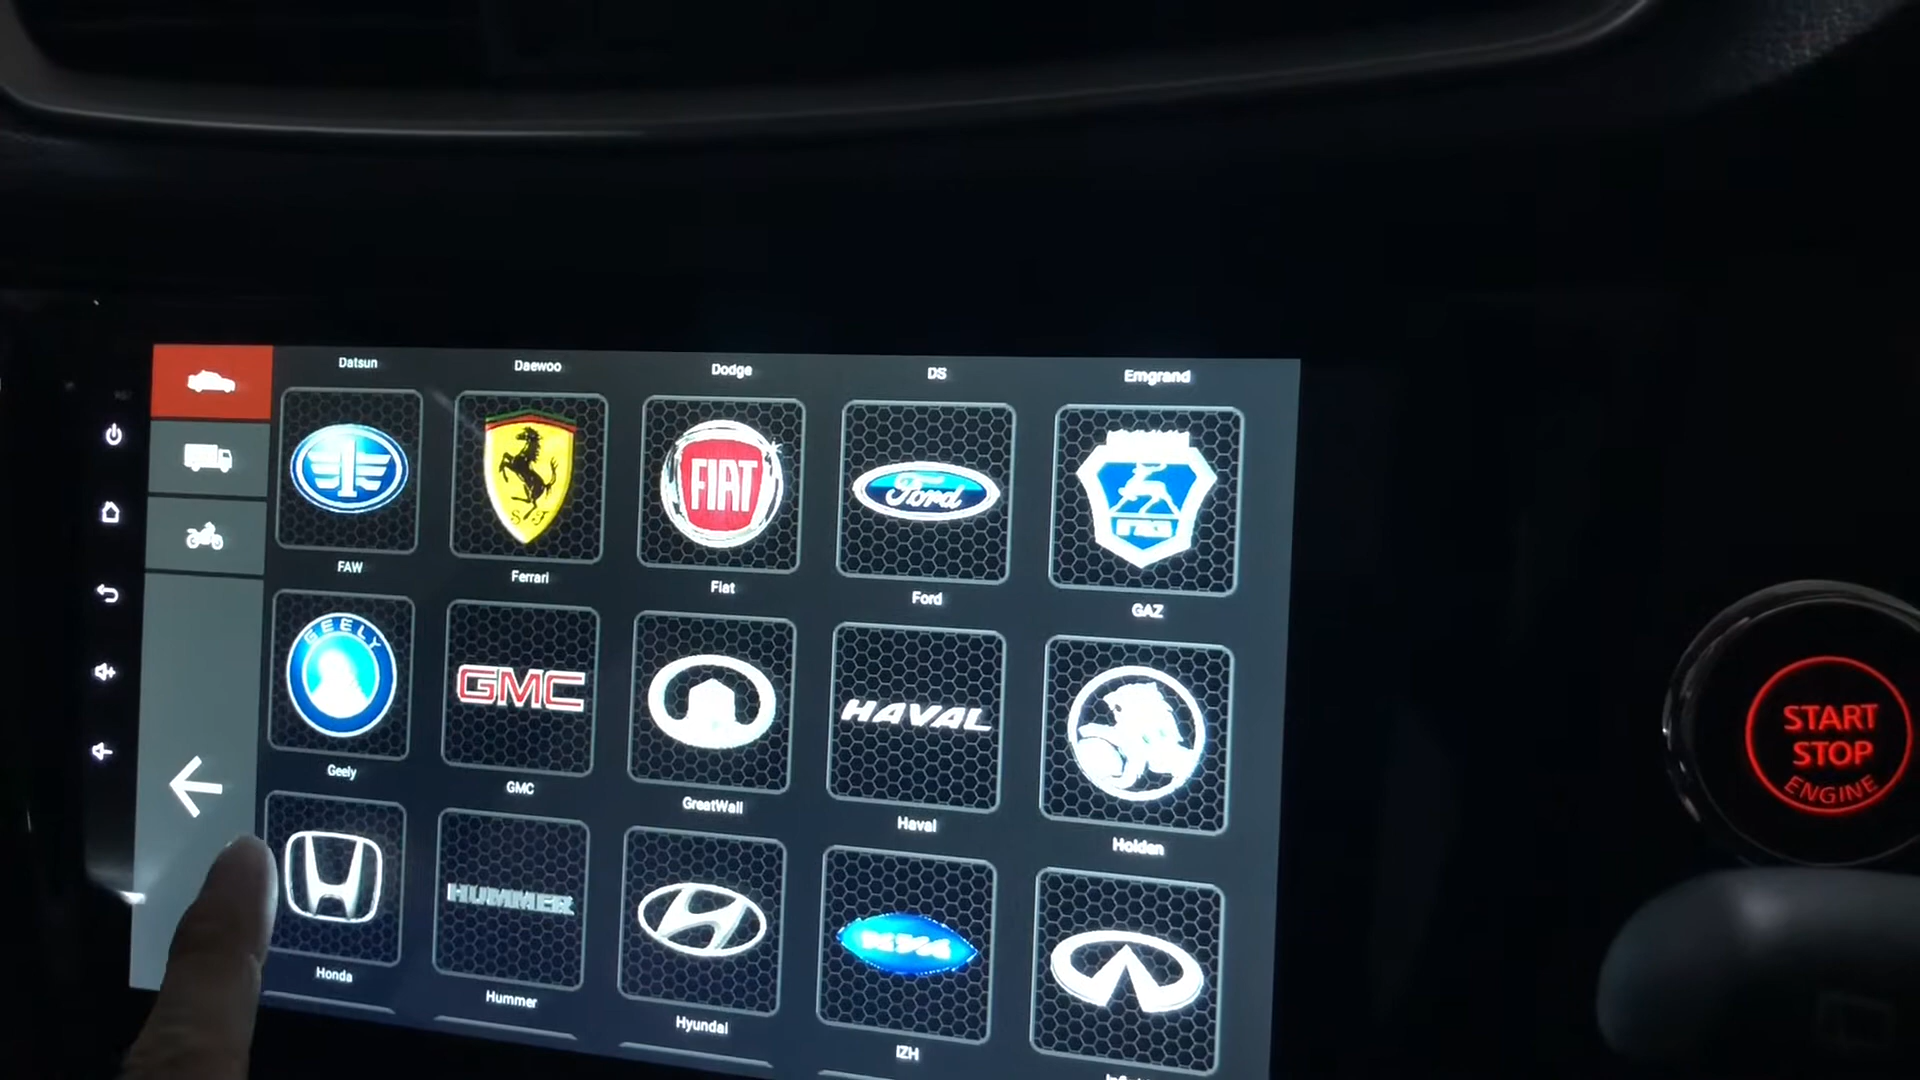 Datsun Daewoo Dodge DS Emgrand
FIAT
Ford
FAW Ferrari Fiat Ford GAZ
GEELY
GMC
HAVAL
Geely GMC GreatWall Haval Holden
HUMMER
Honda Hummer Hyundai IZH
START
STOP
ENGINE